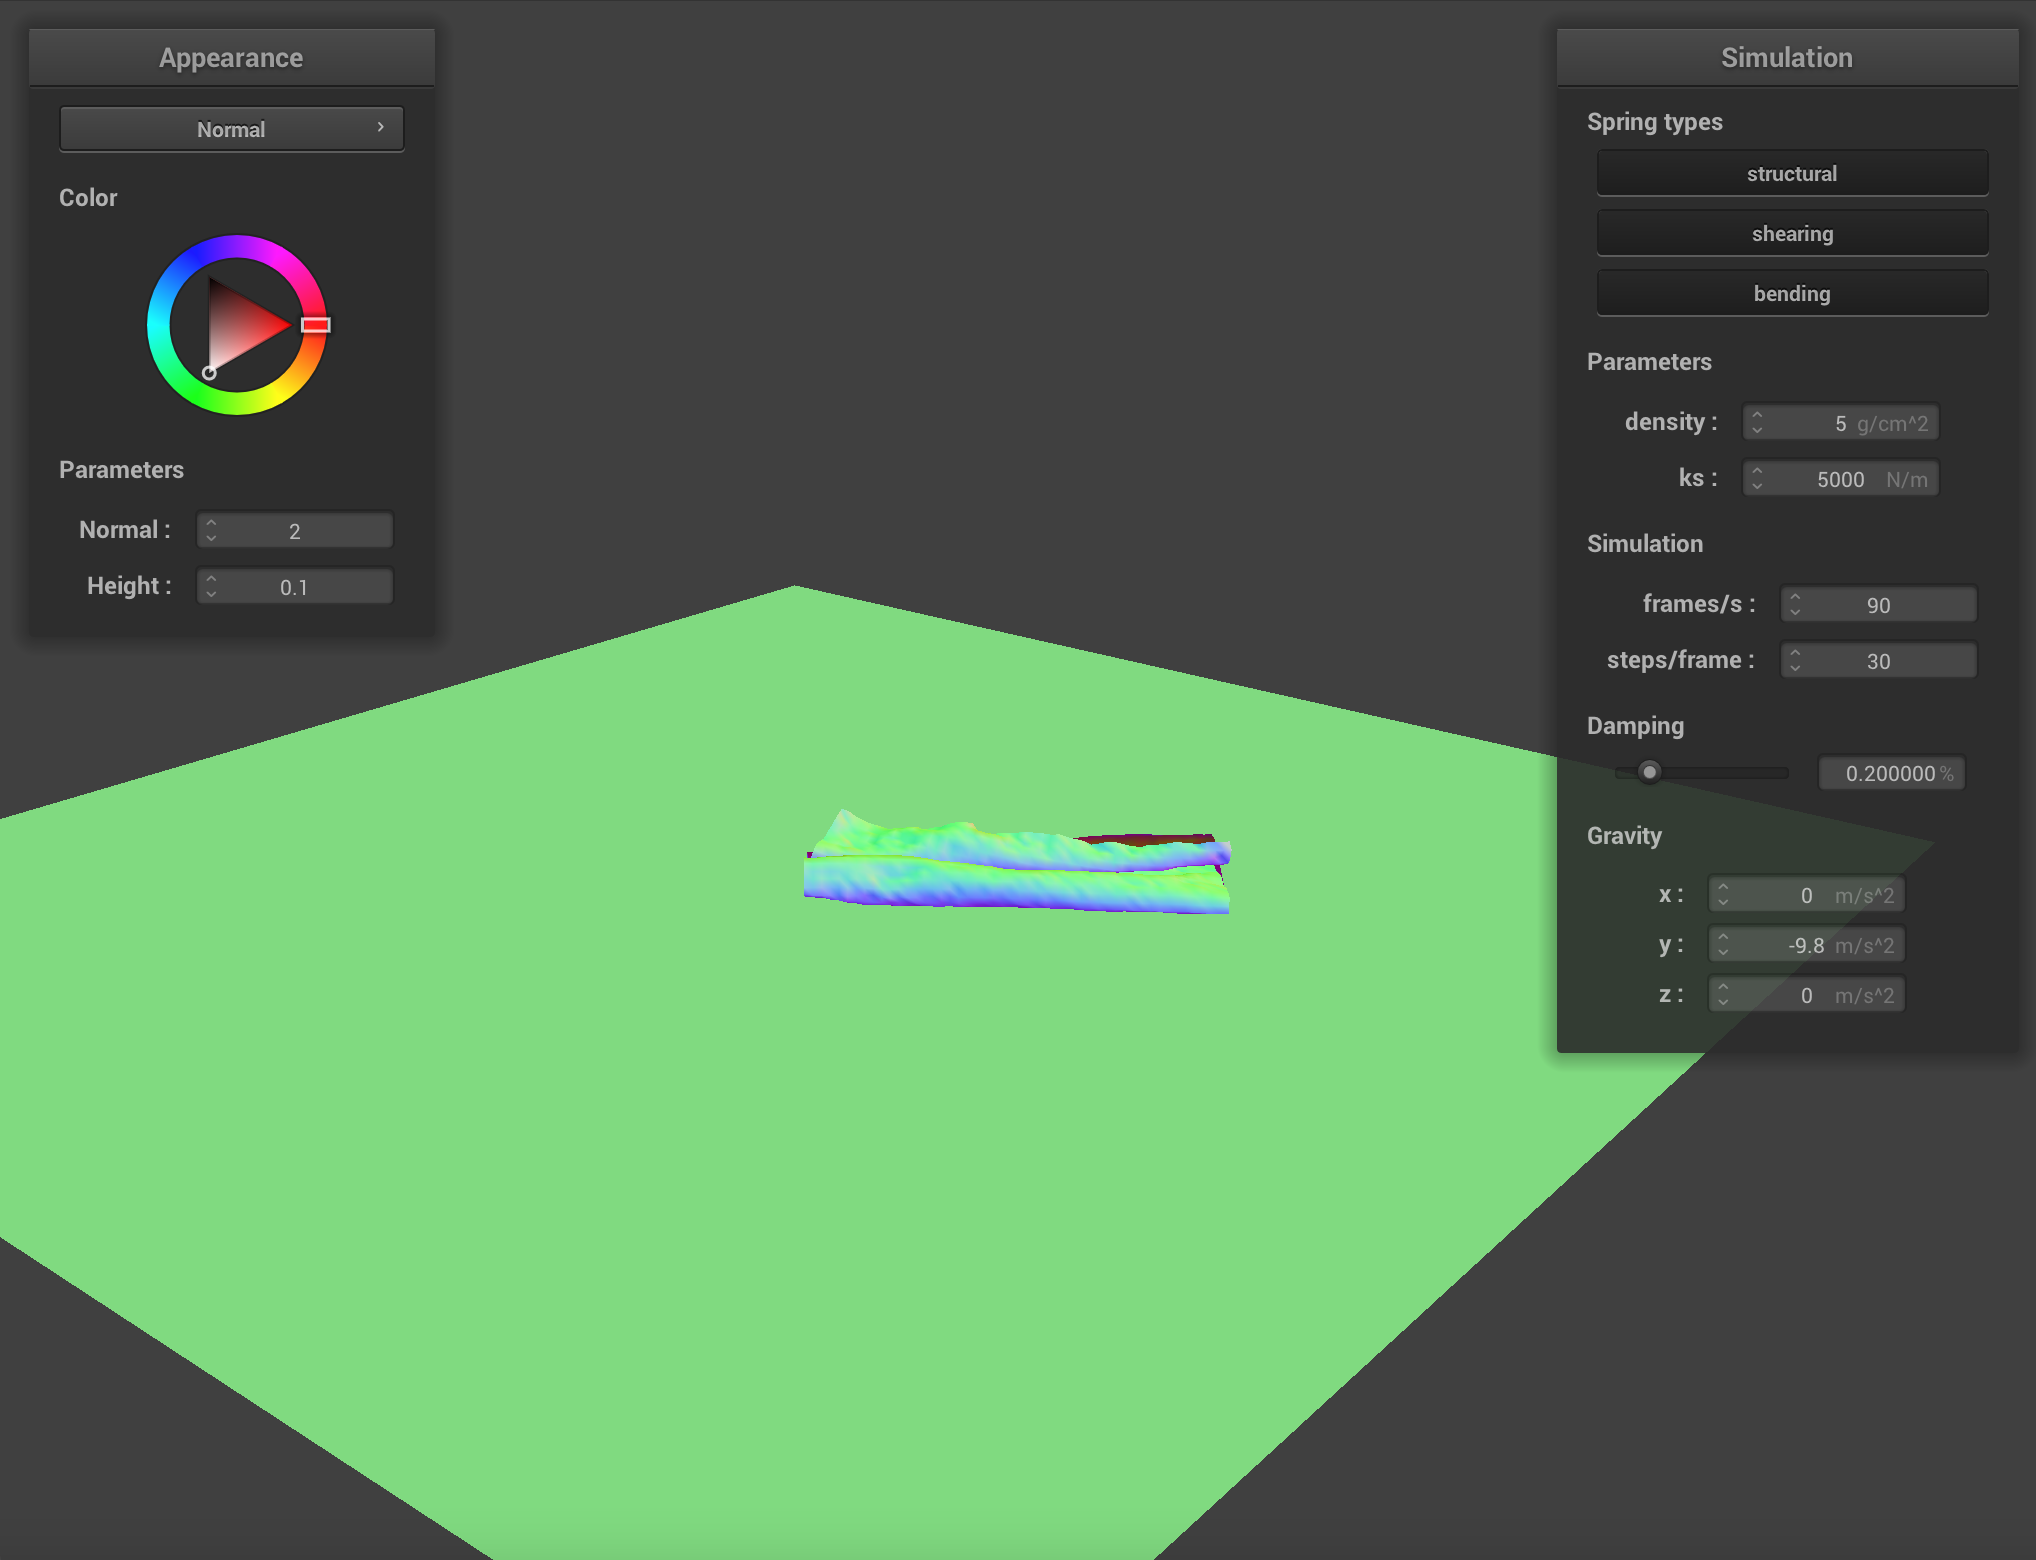 Appearance
Normal
Color
Parameters
Normal : 2
Height : 0.1
Simulation
Spring types
structural
shearing
bending
Parameters
density : 5 g/cm^2
ks : 5000 N/m
Simulation
frames/s : 90
steps/frame : 30
Damping
0.200000 %
Gravity
x : 0 m/s^2
y : -9.8 m/s^2
z : 0 m/s^2